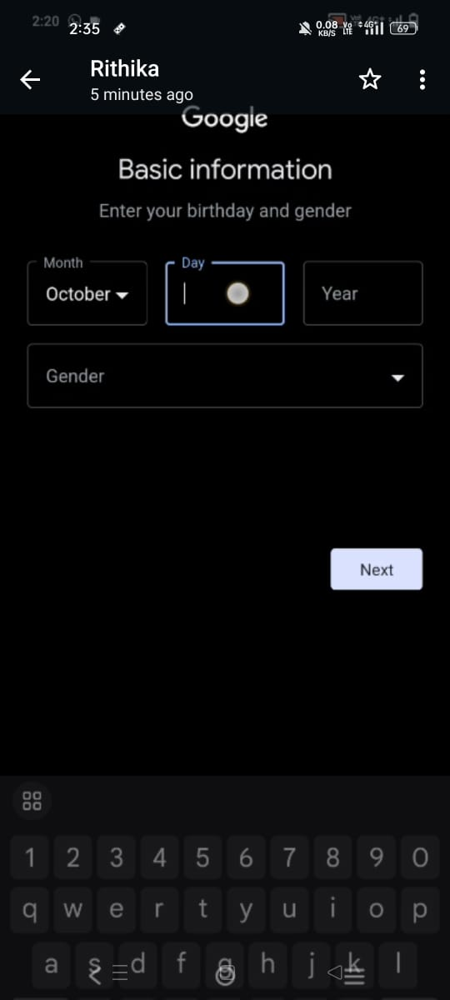 2:20
2:35
0.08 KB/S Vo LTE 4G 69
Rithika
5 minutes ago
Google
Basic information
Enter your birthday and gender
Month Day
October Year
Gender
Next
1 2 3 4 5 6 7 8 9 0
q w e r t y u i o p
a s d f g h j k l